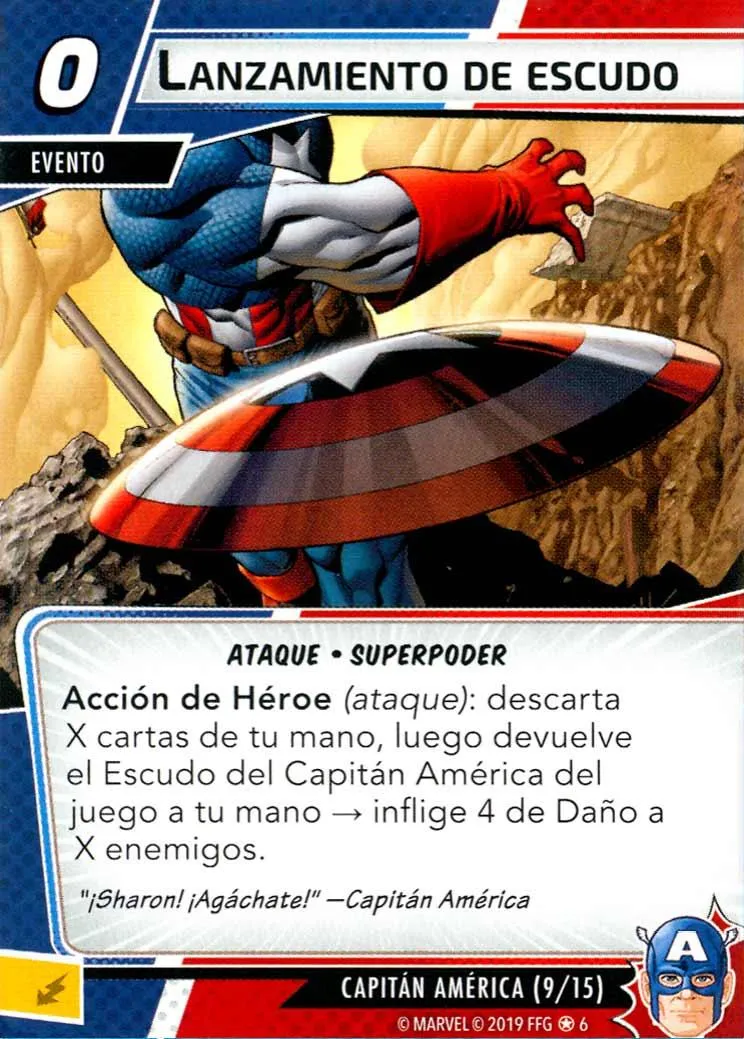 0
LANZAMIENTO DE ESCUDO
EVENTO
ATAQUE • SUPERPODER
Acción de Héroe (ataque): descarta
X cartas de tu mano, luego devuelve
el Escudo del Capitán América del
juego a tu mano → inflige 4 de Daño a
X enemigos.
"¡Sharon! ¡Agáchate!" —Capitán América
CAPITÁN AMÉRICA (9/15)
A
© MARVEL © 2019 FFG ✪ 6